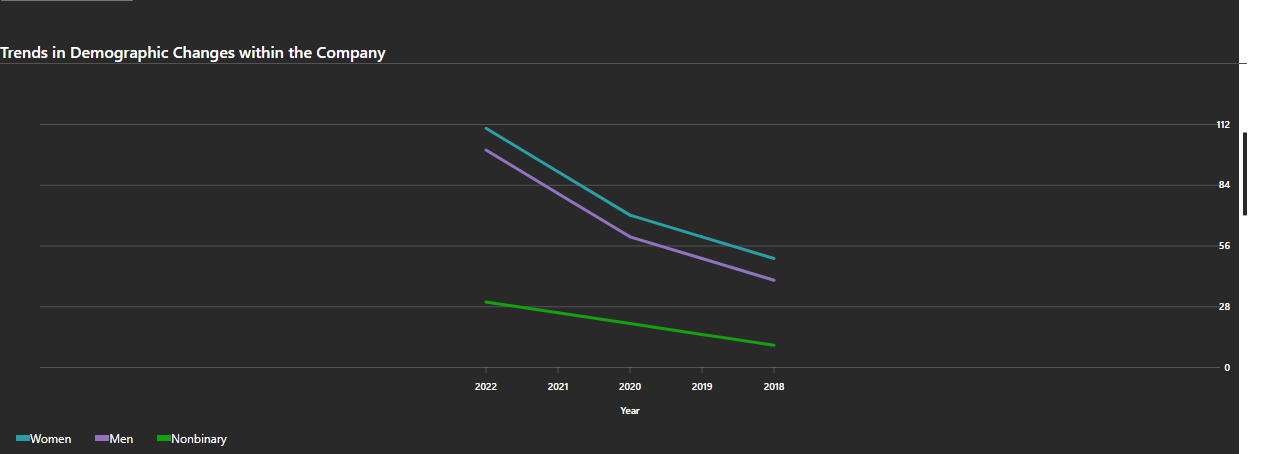 Trends in Demographic Changes within the Company
112
84
56
28
0
2022 2021 2020 2019 2018
Year
Women Men Nonbinary